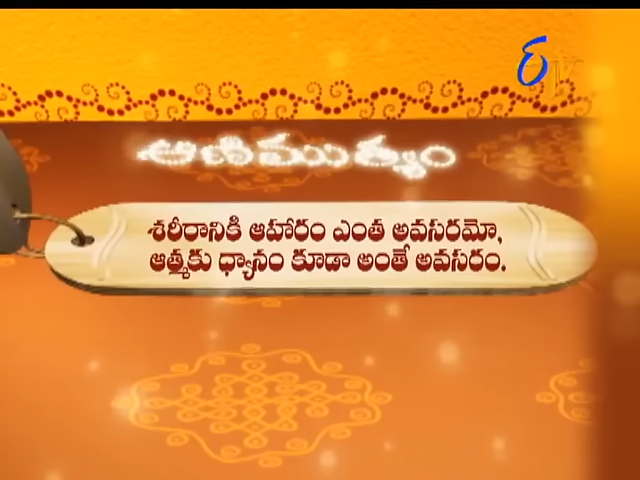 ఆణిముత్యం
శరీరానికి ఆహారం ఎంత అవసరమో,
ఆత్మకు ధ్యానం కూడా అంతే అవసరం.